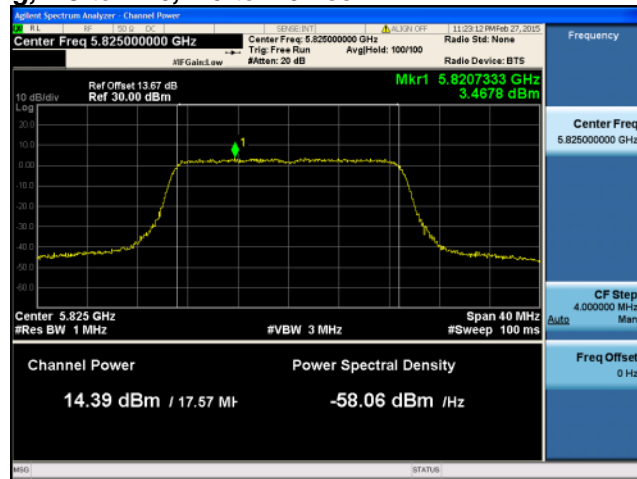 Agilent Spectrum Analyzer - Channel Power
RL RF 50 Ω DC SENSE:INT ALIGN OFF 11:29:12 PM Feb 27, 2015
Center Freq 5.825000000 GHz
Center Freq: 5.825000000 GHz Radio Std: None
Trig: Free Run Avg|Hold: 100/100
#IFGain:Low #Atten: 20 dB Radio Device: BTS
Frequency
Mkr1 5.8207333 GHz
3.4678 dBm
Ref Offset 13.67 dB
10 dB/div Ref 30.00 dBm
Log
20.0
10.0
0.00
-10.0
-20.0
-30.0
-40.0
-50.0
-60.0
1
Center Freq
5.825000000 GHz
Center 5.825 GHz Span 40 MHz
#Res BW 1 MHz #VBW 3 MHz #Sweep 100 ms
CF Step
4.000000 MHz
Auto Man
Channel Power Power Spectral Density
14.39 dBm / 17.57 MH -58.06 dBm /Hz
Freq Offset
0 Hz
MSG STATUS